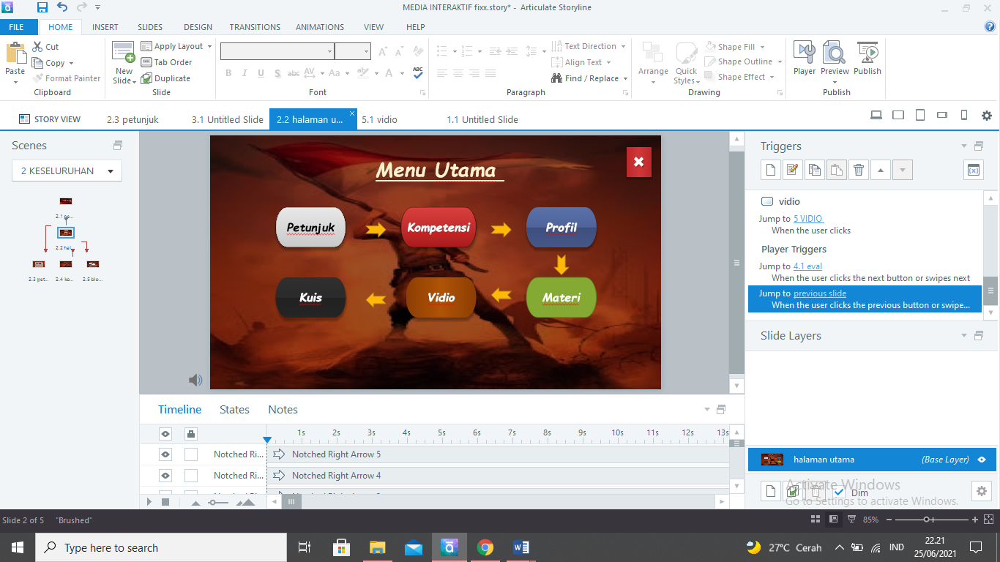 MEDIA INTERAKTIF fixx.story* - Articulate Storyline
FILE HOME INSERT SLIDES DESIGN TRANSITIONS ANIMATIONS VIEW HELP
Paste
Cut
Copy
Format Painter
Clipboard
New Slide
Apply Layout
Tab Order
Duplicate
Slide
B I U S abc AV Aa A ABC
Font
Text Direction
Align Text
Find / Replace
Paragraph
Arrange
Quick Styles
Shape Fill
Shape Outline
Shape Effect
Drawing
Player Preview Publish
Publish
STORY VIEW 2.3 petunjuk 3.1 Untitled Slide 2.2 halaman u... 5.1 vidio 1.1 Untitled Slide
Scenes
2 KESELURUHAN
2.1 pe...
2.2 hal...
2.3 pet... 2.4 ko... 2.5 bio...
Menu Utama
Petunjuk Kompetensi Profil
Kuis Vidio Materi
Triggers
vidio
Jump to 5 VIDIO
When the user clicks
Player Triggers
Jump to 4.1 eval
When the user clicks the next button or swipes next
Jump to previous slide
When the user clicks the previous button or swipe...
Slide Layers
halaman utama (Base Layer)
Dim
Activate Windows
Go to Settings to activate Windows.
Timeline States Notes
1s 2s 3s 4s 5s 6s 7s 8s 9s 10s 11s 12s 13s
Notched Ri... Notched Right Arrow 5
Notched Ri... Notched Right Arrow 4
Slide 2 of 5 "Brushed" 85%
Type here to search
27°C Cerah IND 22.21
25/06/2021